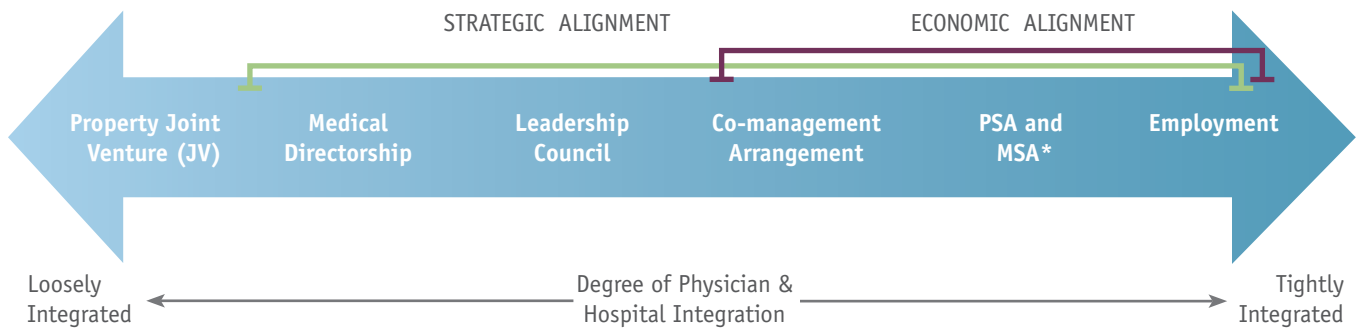 STRATEGIC ALIGNMENT
ECONOMIC ALIGNMENT
Property Joint
Venture (JV)
Medical
Directorship
Leadership
Council
Co-management
Arrangement
PSA and
MSA*
Employment
Loosely
Integrated
Degree of Physician &
Hospital Integration
Tightly
Integrated